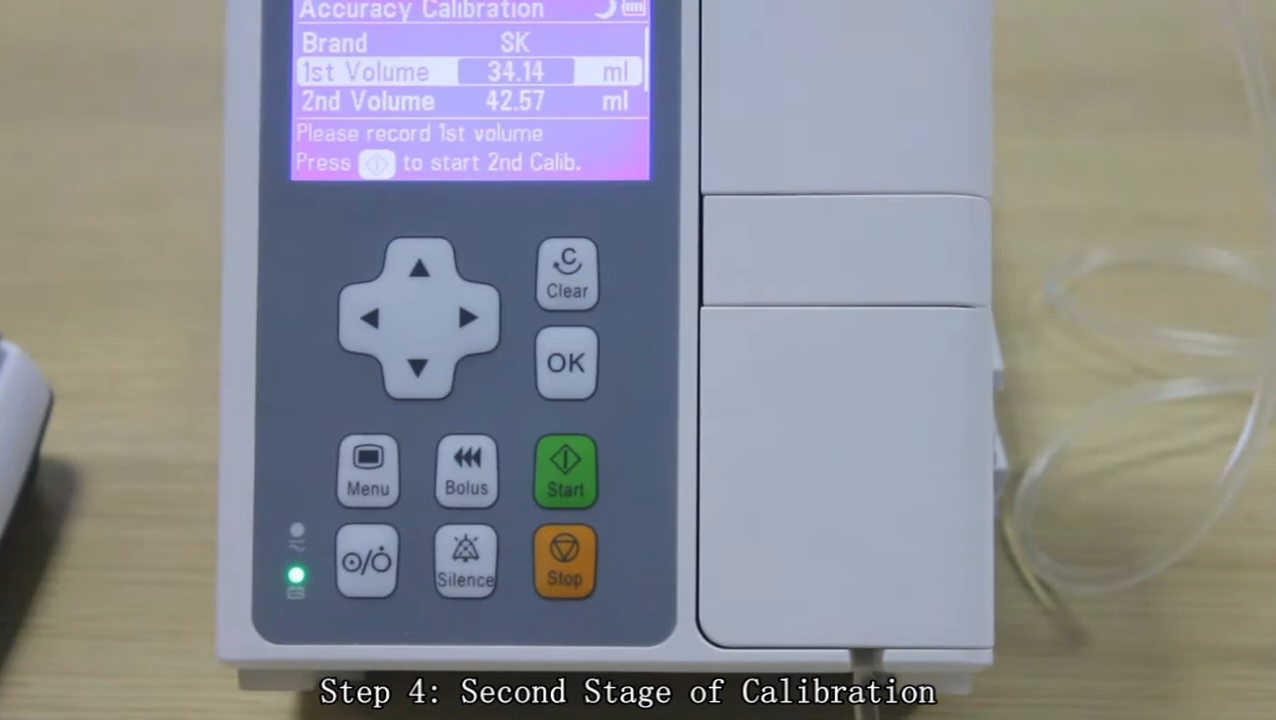 Accuracy Calibration
Brand SK
1st Volume 34.14 ml
2nd Volume 42.57 ml
Please record 1st volume
Press to start 2nd Calib.
C
Clear
OK
Menu
Bolus
Start
Silence
Stop
Step 4: Second Stage of Calibration